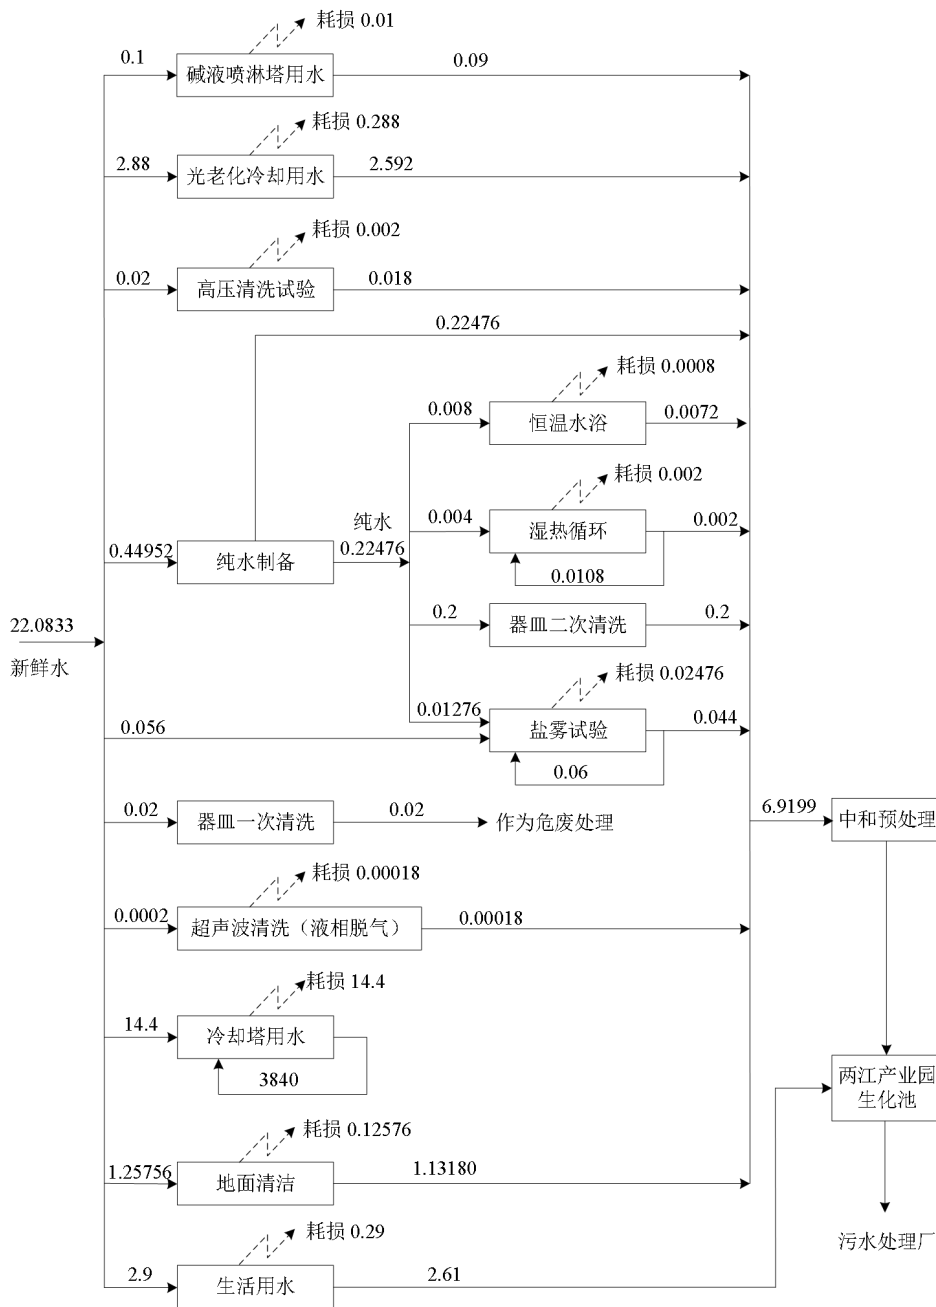 耗损 0.01
0.1
碱液喷淋塔用水
0.09
耗损 0.288
2.88
光老化冷却用水
2.592
耗损 0.002
0.02
高压清洗试验
0.018
0.22476
耗损 0.0008
0.008
恒温水浴
0.0072
耗损 0.002
纯水
0.004
湿热循环
0.002
0.44952
纯水制备
0.22476
0.0108
0.2
器皿二次清洗
0.2
22.0833
新鲜水
耗损 0.02476
0.01276
0.056
盐雾试验
0.044
0.06
0.02
器皿一次清洗
0.02
作为危废处理
6.9199
中和预处理
耗损 0.00018
0.0002
超声波清洗（液相脱气）
0.00018
耗损 14.4
14.4
冷却塔用水
3840
两江产业园
生化池
耗损 0.12576
1.25756
地面清洁
1.13180
耗损 0.29
2.9
生活用水
2.61
污水处理厂